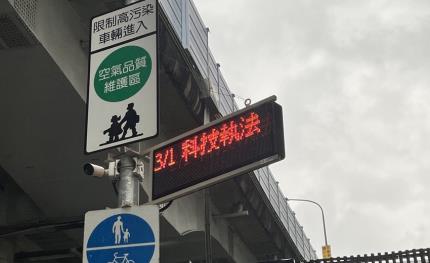 限制高污染
車輛進入
空氣品質
維護區
3/1 科技執法